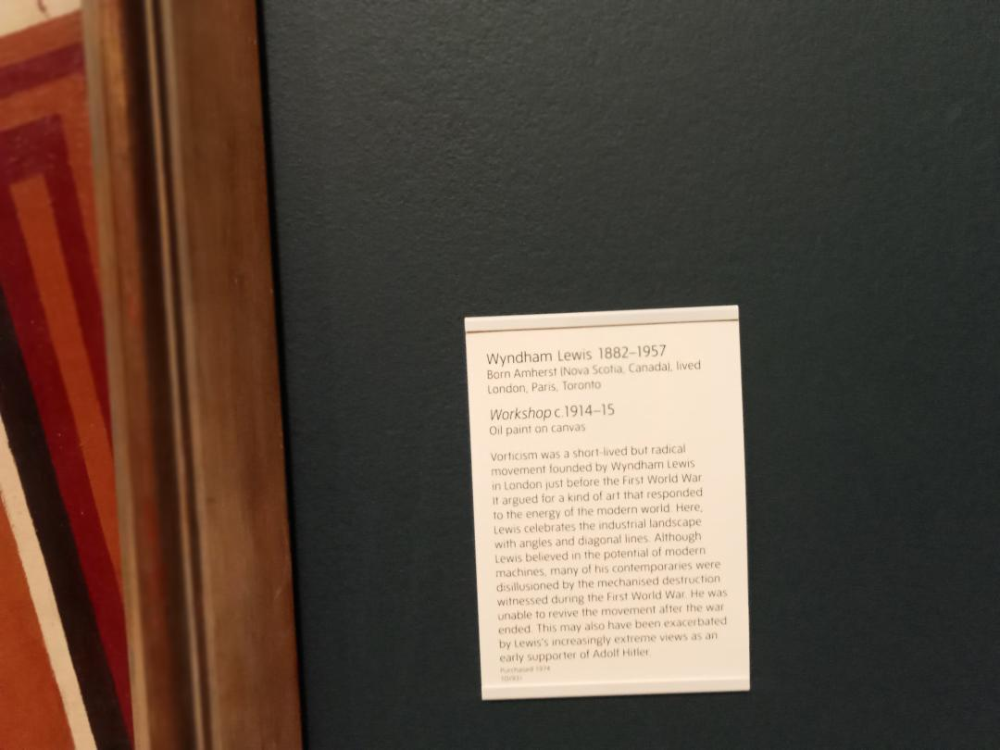 Wyndham Lewis 1882–1957
Born Amherst (Nova Scotia, Canada), lived
London, Paris, Toronto
Workshop c.1914–15
Oil paint on canvas
Vorticism was a short-lived but radical
movement founded by Wyndham Lewis
in London just before the First World War.
It argued for a kind of art that responded
to the energy of the modern world. Here,
Lewis celebrates the industrial landscape
with angles and diagonal lines. Although
Lewis believed in the potential of modern
machines, many of his contemporaries were
disillusioned by the mechanised destruction
witnessed during the First World War. He was
unable to revive the movement after the war
ended. This may also have been exacerbated
by Lewis's increasingly extreme views as an
early supporter of Adolf Hitler.
Purchased 1974